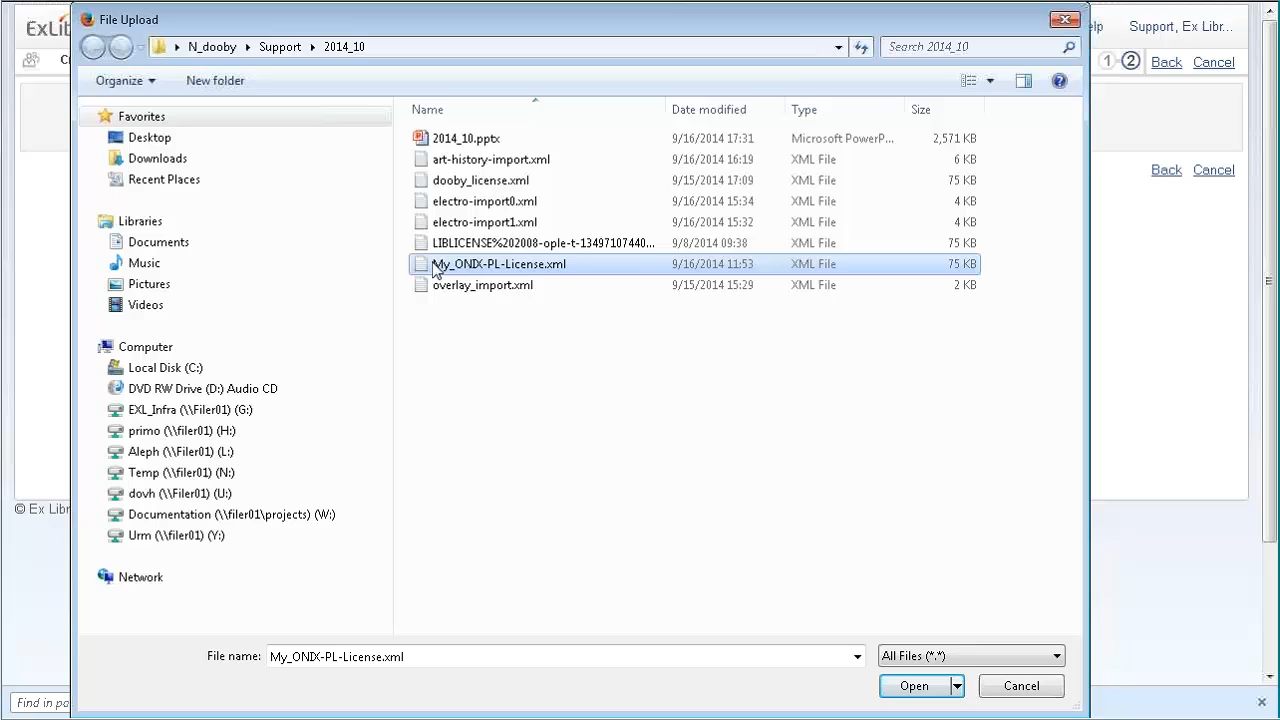 File Upload
ExLib
N_dooby
Support
2014_10
Search 2014_10
Support, Ex Libr...
1 2 Back Cancel
Organize
New folder
Name Date modified Type Size
Favorites
Desktop
Downloads
Recent Places
Libraries
Documents
Music
Pictures
Videos
Computer
Local Disk (C:)
DVD RW Drive (D:) Audio CD
EXL_Infra (\\Filer01) (G:)
primo (\\filer01) (H:)
Aleph (\\Filer01) (L:)
Temp (\\filer01) (N:)
dovh (\\Filer01) (U:)
Documentation (\\filer01\projects) (W:)
Urm (\\filer01) (Y:)
Network
2014_10.pptx 9/16/2014 17:31 Microsoft PowerP... 2,571 KB
art-history-import.xml 9/16/2014 16:19 XML File 6 KB
dooby_license.xml 9/15/2014 17:09 XML File 75 KB
electro-import0.xml 9/16/2014 15:34 XML File 4 KB
electro-import1.xml 9/16/2014 15:32 XML File 4 KB
LIBLICENSE%202008-ople-t-13497107440... 9/8/2014 09:38 XML File 75 KB
My_ONIX-PL-License.xml 9/16/2014 11:53 XML File 75 KB
overlay_import.xml 9/15/2014 15:29 XML File 2 KB
Back Cancel
© Ex Libr
File name: My_ONIX-PL-License.xml
All Files (*.*)
Open
Cancel
Find in pa